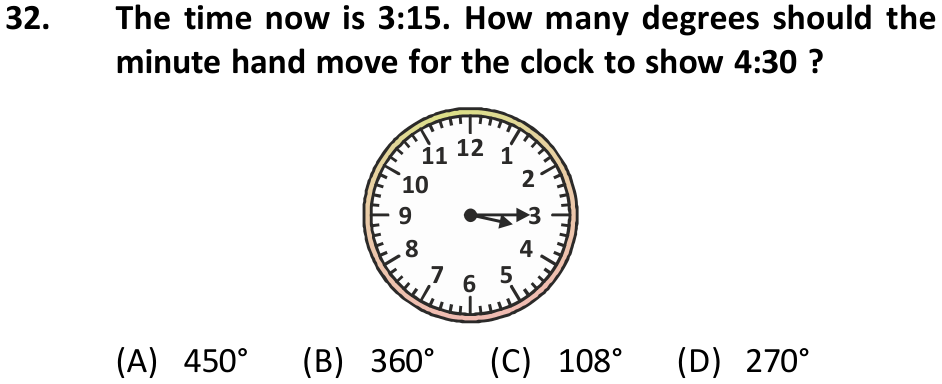 32. The time now is 3:15. How many degrees should the
minute hand move for the clock to show 4:30 ?
11 12 1
10 2
9 3
8 4
7 6 5
(A) 450° (B) 360° (C) 108° (D) 270°